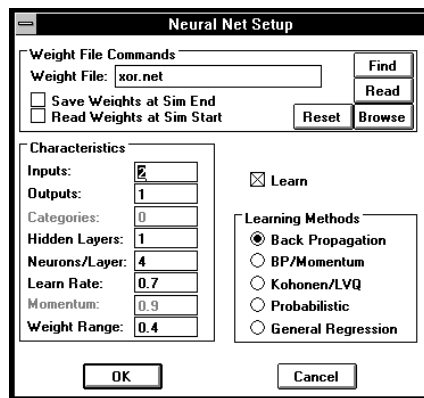 Neural Net Setup
Weight File Commands
Weight File: xor.net
Find
Read
Save Weights at Sim End
Read Weights at Sim Start
Reset
Browse
Characteristics
Inputs: 2
Outputs: 1
Categories: 0
Hidden Layers: 1
Neurons/Layer: 4
Learn Rate: 0.7
Momentum: 0.9
Weight Range: 0.4
Learn
Learning Methods
Back Propagation
BP/Momentum
Kohonen/LVQ
Probabilistic
General Regression
OK
Cancel